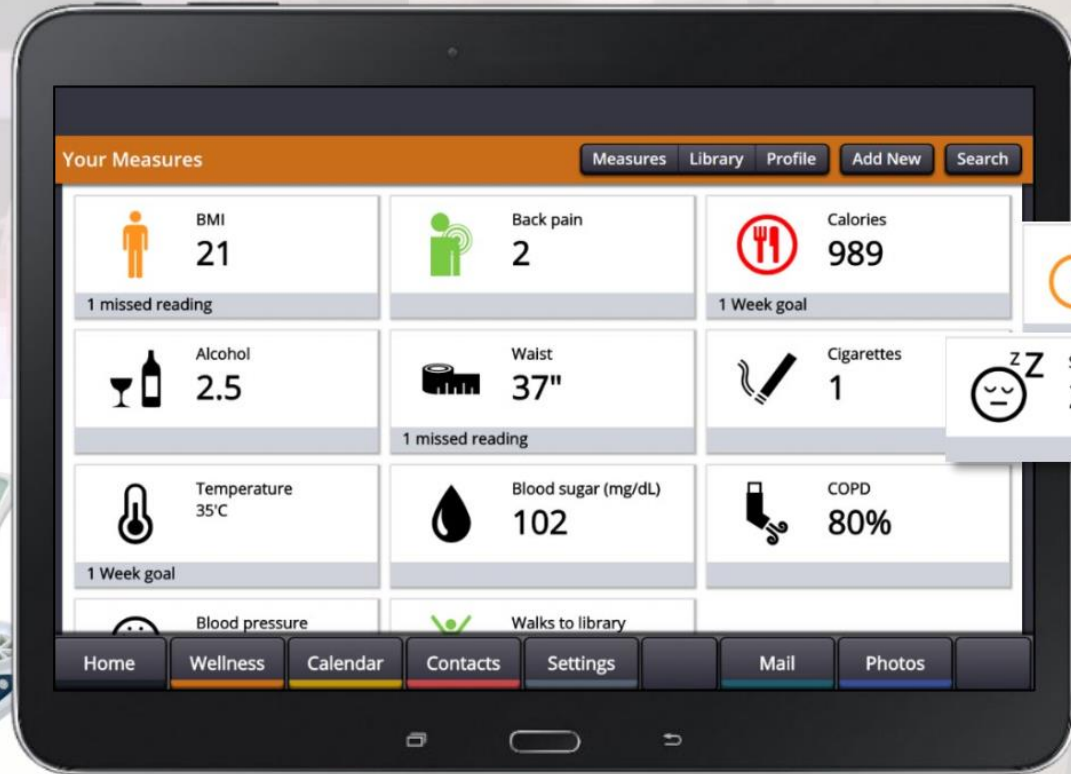 Your Measures
Measures Library Profile Add New Search
BMI
21
1 missed reading
Back pain
2
Calories
989
1 Week goal
Alcohol
2.5
Waist
37"
1 missed reading
Cigarettes
1
Z Z
Temperature
35'C
1 Week goal
Blood sugar (mg/dL)
102
COPD
80%
Blood pressure
Walks to library
Home Wellness Calendar Contacts Settings Mail Photos